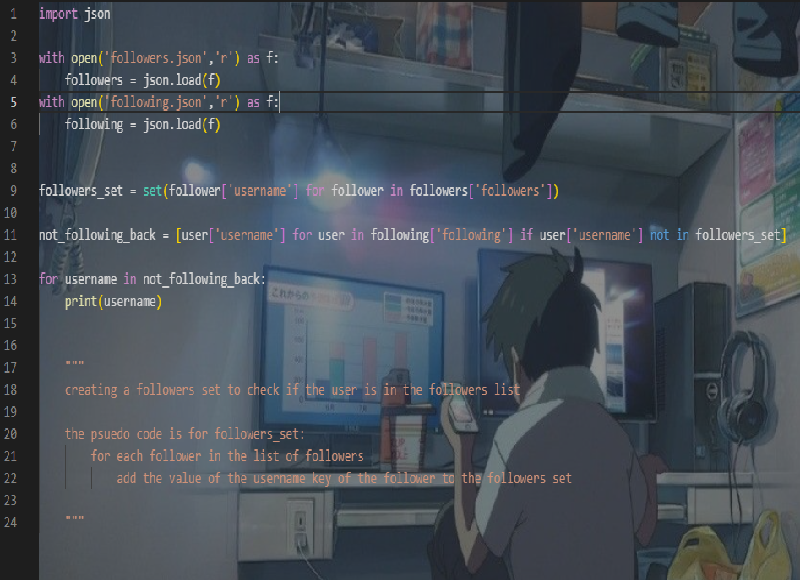 1 import json
2
3 with open('followers.json','r') as f:
4 followers = json.load(f)
5 with open('following.json','r') as f:
6 following = json.load(f)
7
8
9 followers_set = set(follower['username'] for follower in followers['followers'])
10
11 not_following_back = [user['username'] for user in following['following'] if user['username'] not in followers_set]
12
13 for username in not_following_back:
14 print(username)
15
16
17 """
18 creating a followers set to check if the user is in the followers list
19
20 the psuedo code is for followers_set:
21 for each follower in the list of followers
22 add the value of the username key of the follower to the followers set
23
24 """
これからの